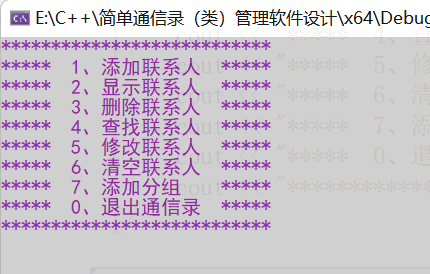 E:\C++\简单通信录（类）管理软件设计\x64\Debug
***************************
*****  1、添加联系人  *****
*****  2、显示联系人  *****
*****  3、删除联系人  *****
*****  4、查找联系人  *****
*****  5、修改联系人  *****
*****  6、清空联系人  *****
*****  7、添加分组    *****
*****  0、退出通信录  *****
***************************